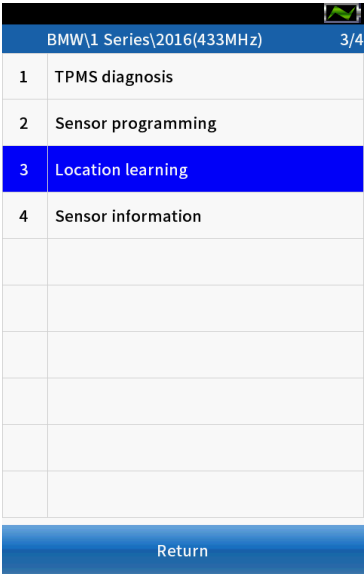 BMW\1 Series\2016(433MHz) 3/4
1 TPMS diagnosis
2 Sensor programming
3 Location learning
4 Sensor information
Return